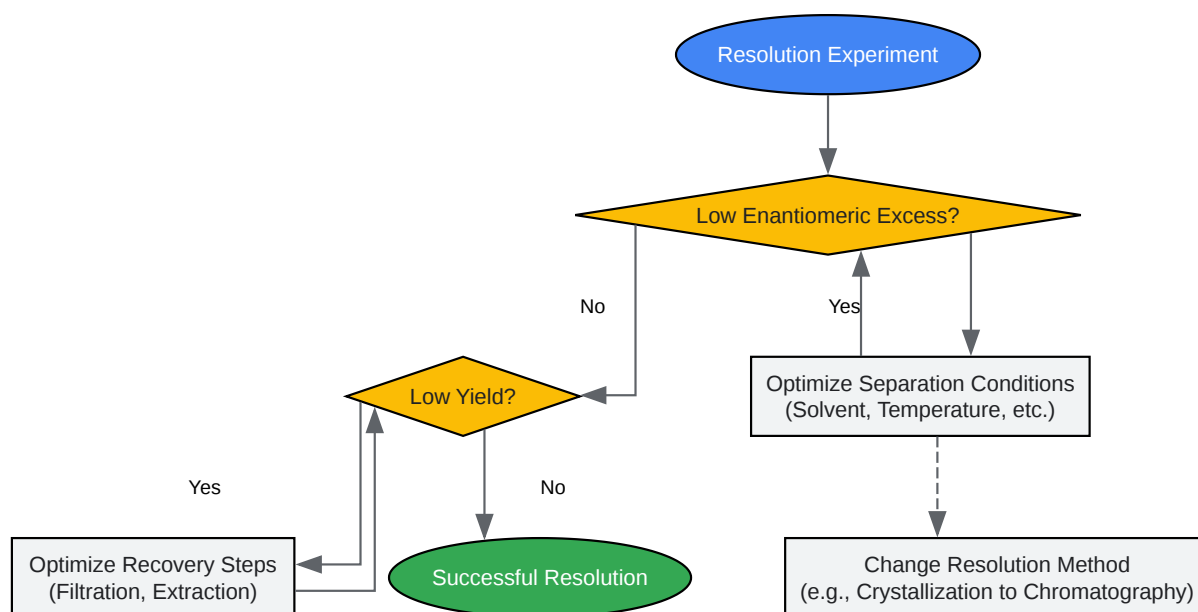 Resolution Experiment
Low Enantiomeric Excess?
No
Yes
Low Yield?
Optimize Separation Conditions
(Solvent, Temperature, etc.)
Yes
No
Optimize Recovery Steps
(Filtration, Extraction)
Successful Resolution
Change Resolution Method
(e.g., Crystallization to Chromatography)